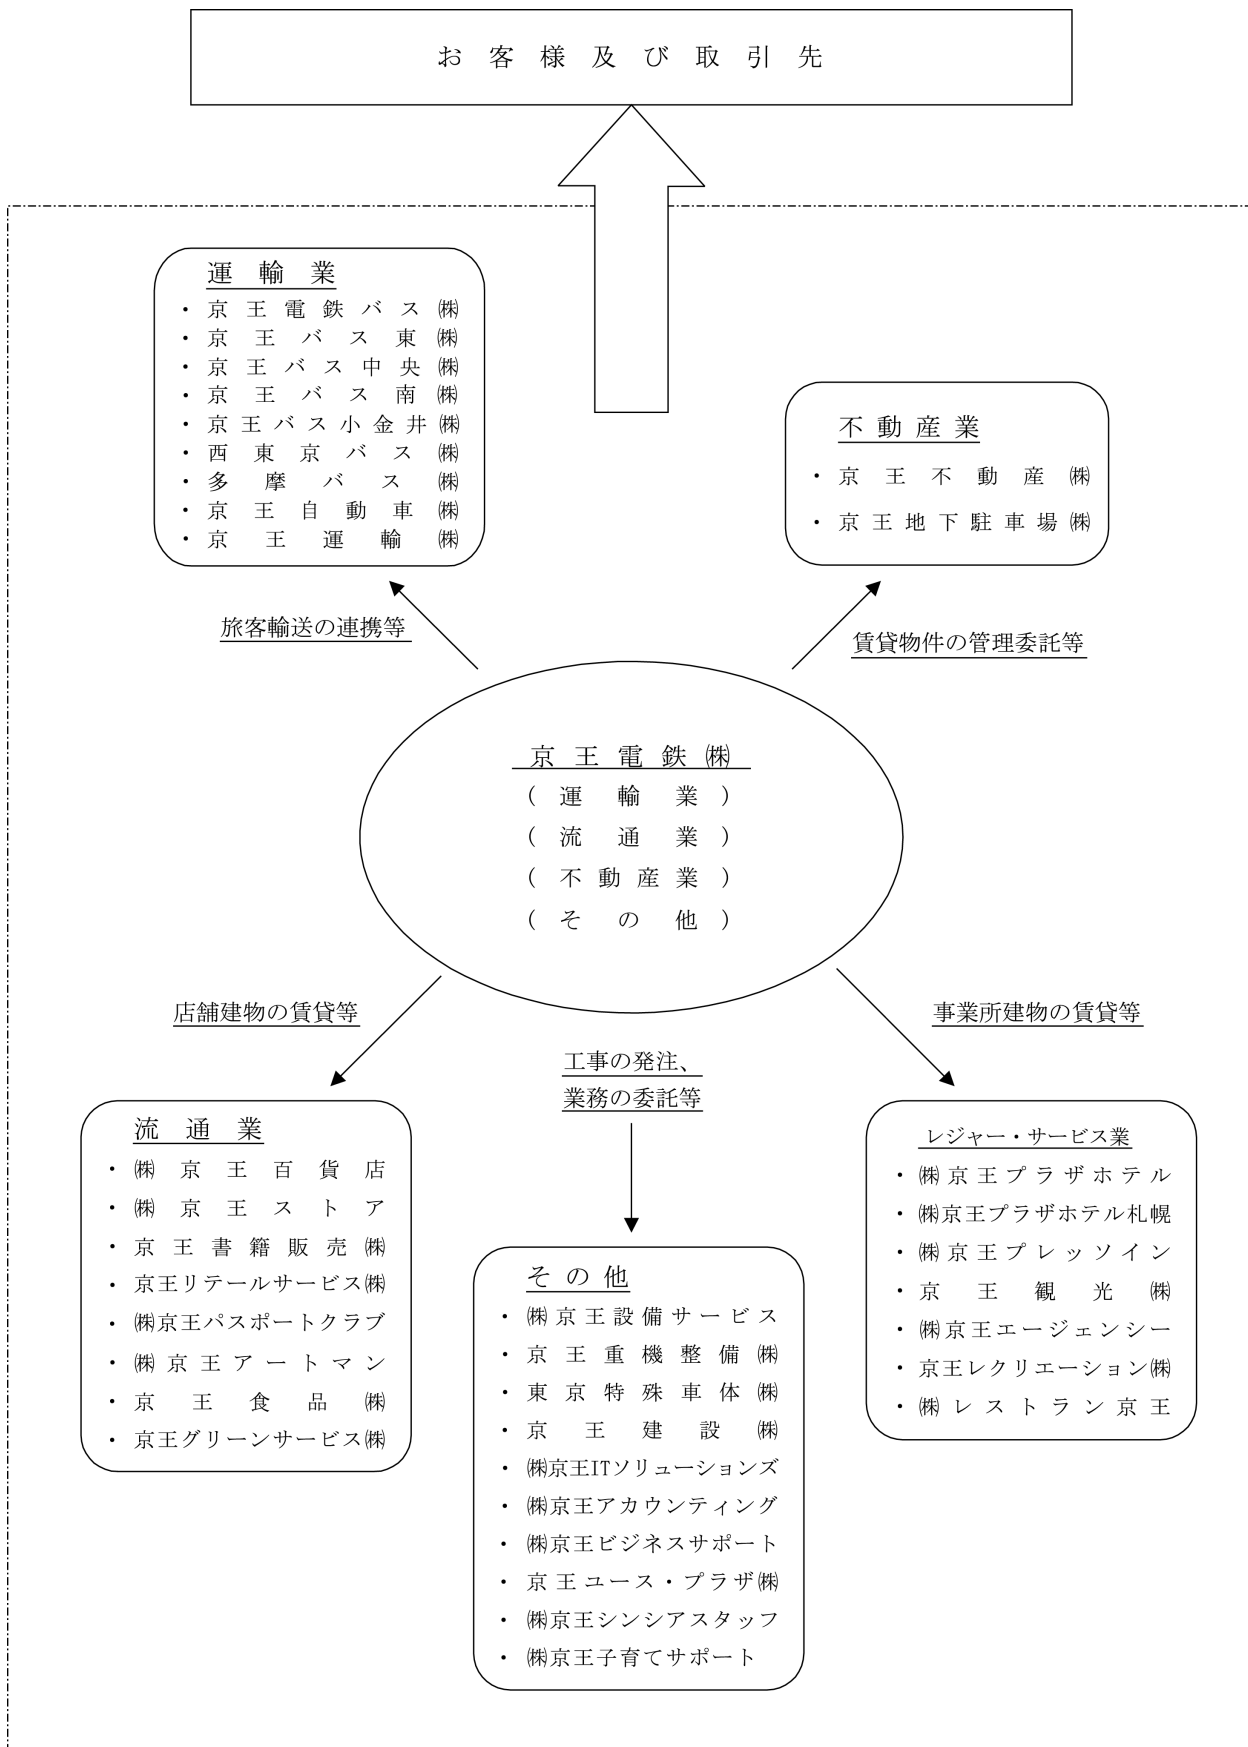 お客様及び取引先
運輸業
・京王電鉄バス㈱
・京王バス東㈱
・京王バス中央㈱
・京王バス南㈱
・京王バス小金井㈱
・西東京バス㈱
・多摩バス㈱
・京王自動車㈱
・京王運輸㈱
不動産業
・京王不動産㈱
・京王地下駐車場㈱
旅客輸送の連携等
賃貸物件の管理委託等
京王電鉄㈱
(運輸業)
(流通業)
(不動産業)
(その他)
店舗建物の賃貸等
工事の発注、
業務の委託等
事業所建物の賃貸等
流通業
・㈱京王百貨店
・㈱京王ストア
・京王書籍販売㈱
・京王リテールサービス㈱
・㈱京王パスポートクラブ
・㈱京王アートマン
・京王食品㈱
・京王グリーンサービス㈱
その他
・㈱京王設備サービス
・京王重機整備㈱
・東京特殊車体㈱
・京王建設㈱
・㈱京王ITソリューションズ
・㈱京王アカウンティング
・㈱京王ビジネスサポート
・京王ユース・プラザ㈱
・㈱京王シンシアスタッフ
・㈱京王子育てサポート
レジャー・サービス業
・㈱京王プラザホテル
・㈱京王プラザホテル札幌
・㈱京王プレッソイン
・京王観光㈱
・㈱京王エージェンシー
・京王レクリエーション㈱
・㈱レストラン京王